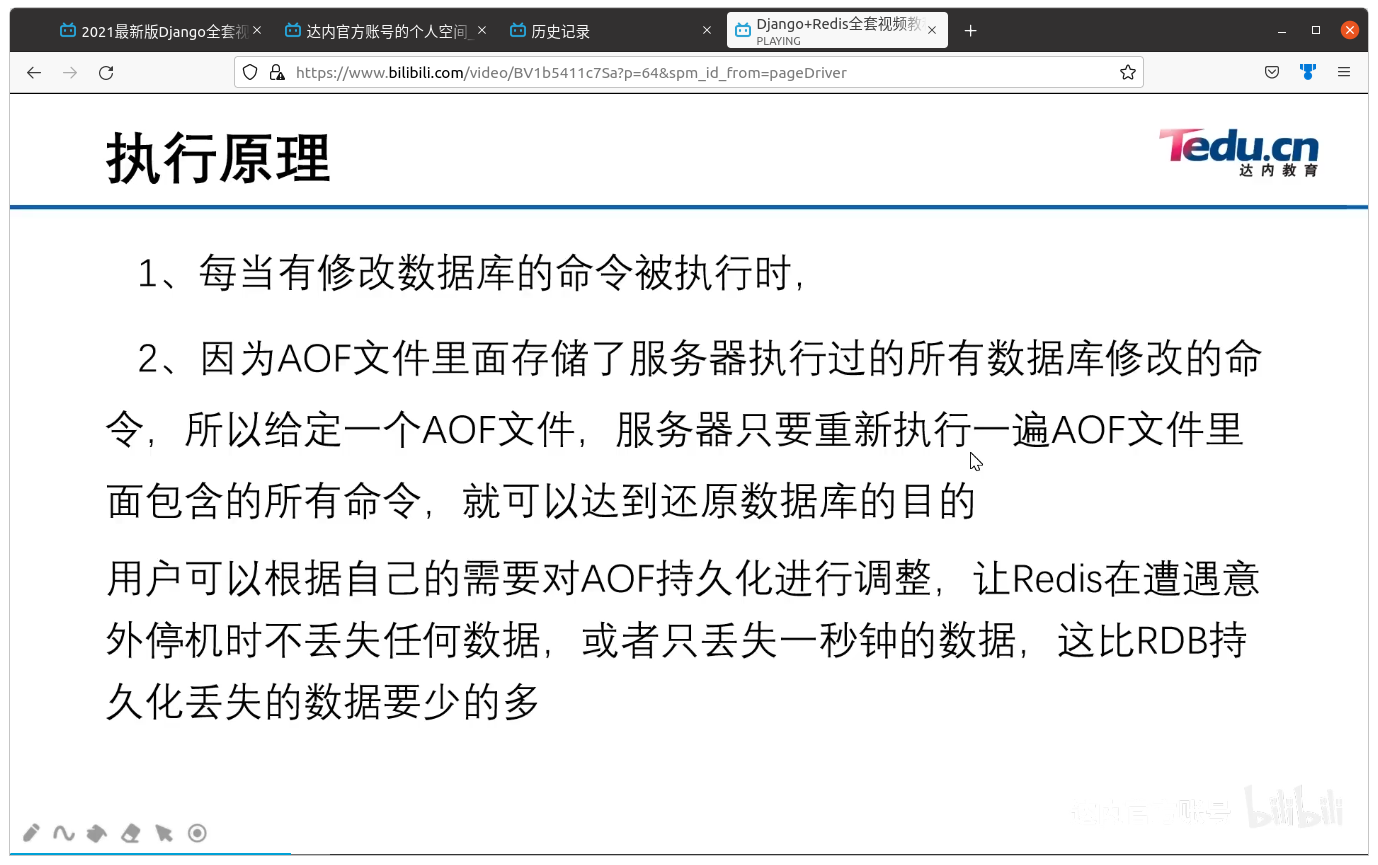 2021最新版Django全套视
达内官方账号的个人空间_
历史记录
Django+Redis全套视频教
PLAYING
https://www.bilibili.com/video/BV1b5411c7Sa?p=64&spm_id_from=pageDriver
执行原理
Tedu.cn
达内教育
1、每当有修改数据库的命令被执行时，
2、因为AOF文件里面存储了服务器执行过的所有数据库修改的命
令，所以给定一个AOF文件，服务器只要重新执行一遍AOF文件里
面包含的所有命令，就可以达到还原数据库的目的
用户可以根据自己的需要对AOF持久化进行调整，让Redis在遭遇意
外停机时不丢失任何数据，或者只丢失一秒钟的数据，这比RDB持
久化丢失的数据要少的多
达内官方账号 bilibili